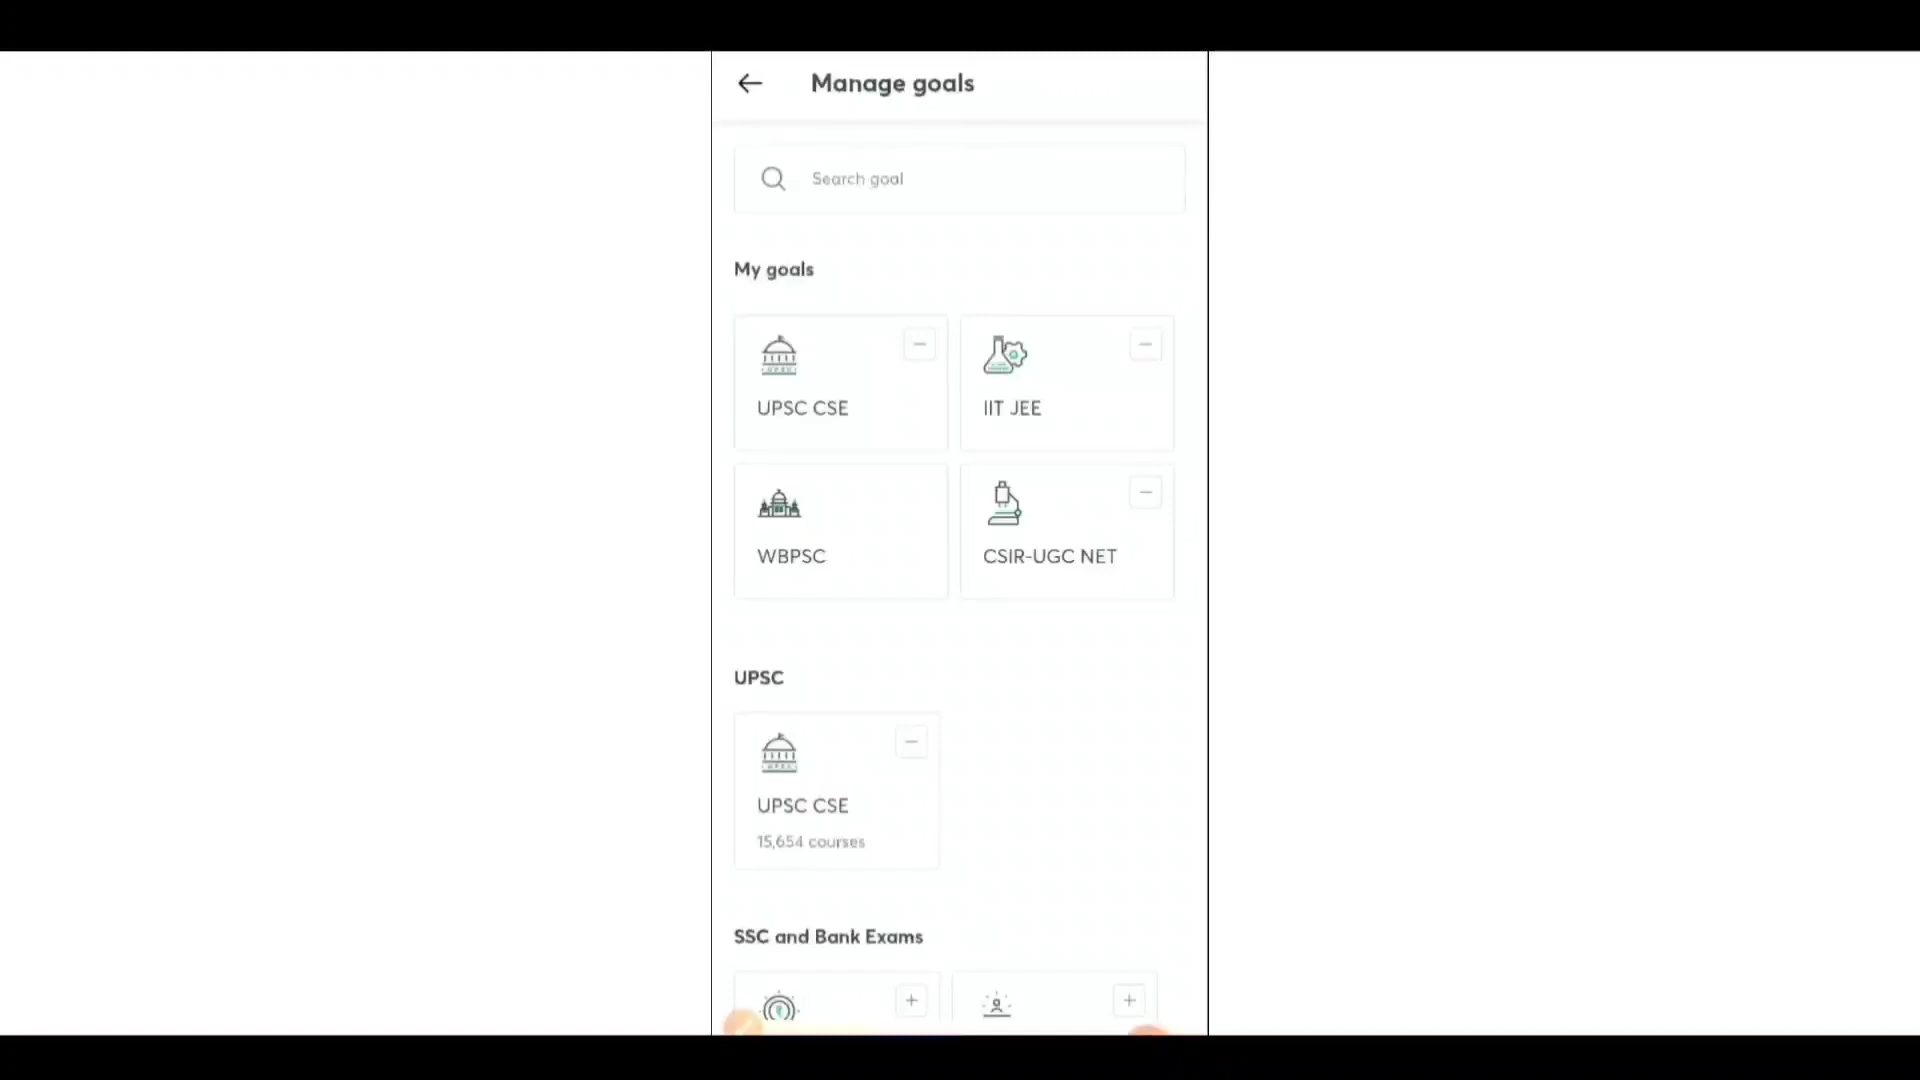 Manage goals
Search goal
My goals
UPSC CSE
IIT JEE
WBPSC
CSIR-UGC NET
UPSC
UPSC CSE
15,654 courses
SSC and Bank Exams